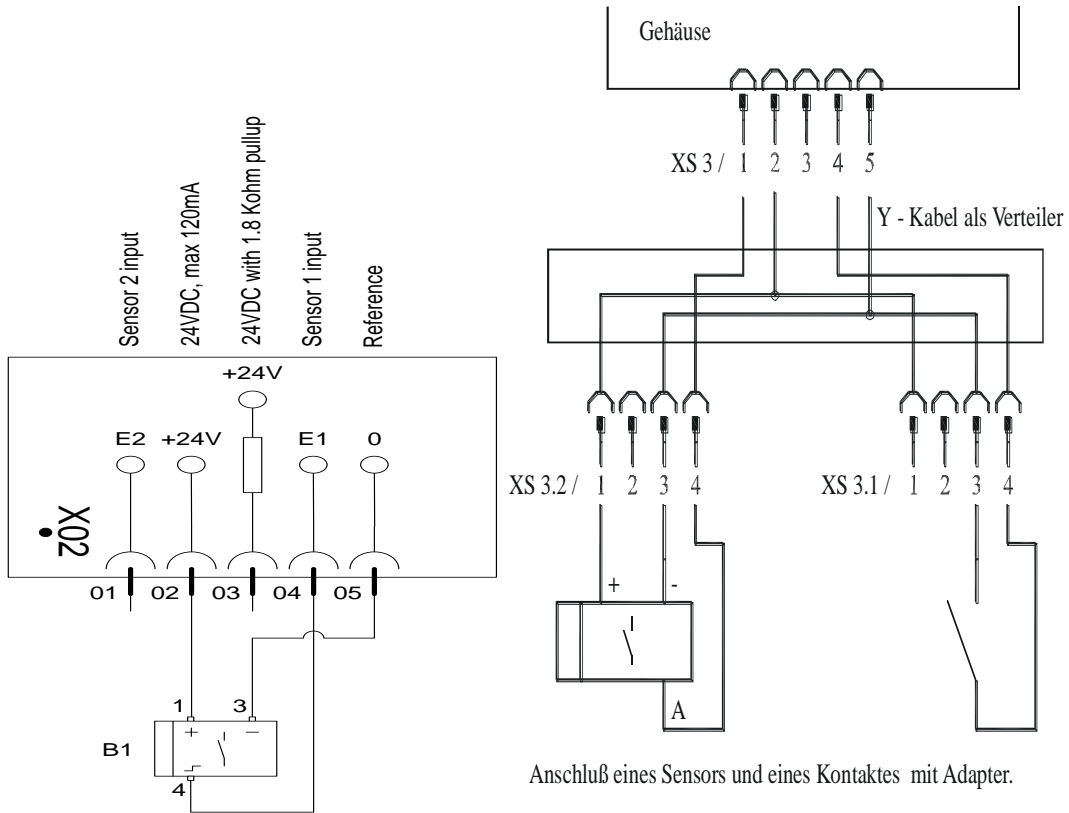 Sensor 2 input
24VDC, max 120mA
24VDC with 1.8 Kohm pullup
Sensor 1 input
Reference
+24V
E2 +24V E1 0
X02
01 02 03 04 05
1 3
+ −
B1
4
Gehäuse
XS 3 / 1 2 3 4 5
Y - Kabel als Verteiler
XS 3.2 / 1 2 3 4
XS 3.1 / 1 2 3 4
+ -
A
Anschluß eines Sensors und eines Kontaktes mit Adapter.